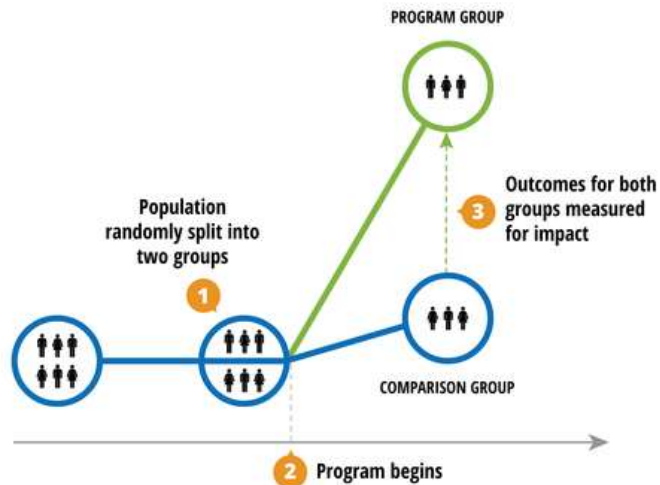 PROGRAM GROUP
Population
randomly split into
two groups
1
3
Outcomes for both
groups measured
for impact
COMPARISON GROUP
2 Program begins